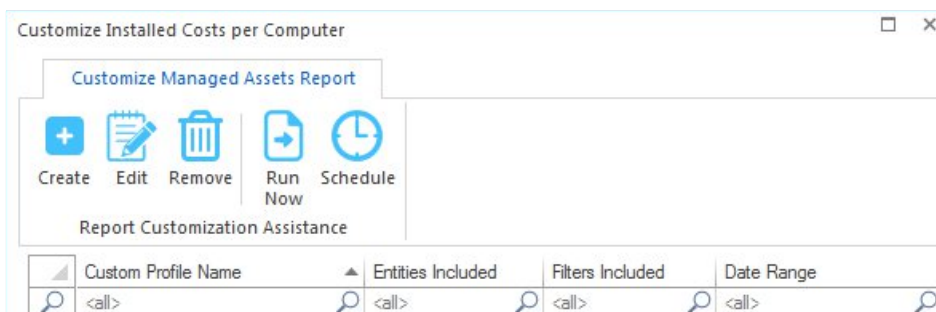 Customize Installed Costs per Computer
Customize Managed Assets Report
Create Edit Remove Run Now Schedule
Report Customization Assistance
Custom Profile Name Entities Included Filters Included Date Range
<all> <all> <all> <all>